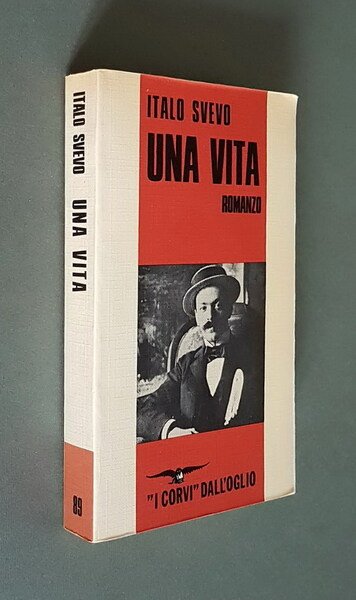 ITALO SVEVO
UNA VITA
ROMANZO
"I CORVI" DALL'OGLIO
ITALO SVEVO UNA VITA
89